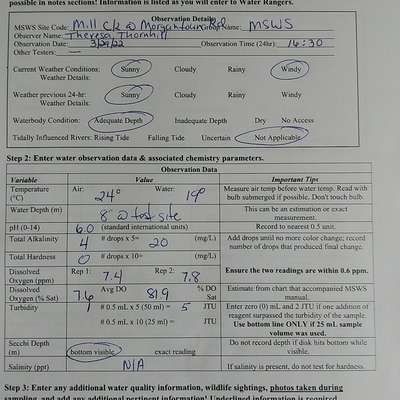 possible in notes sections! Information is listed as you will enter to Water Rangers.
Observation Details
MSWS Site Code: Mill Ck @ Group Name: MSWS
Observer Name: Theresa Thornhill
Observation Date: 3/29/22 Observation Time (24hr): 16:30
Other Testers: —
Current Weather Conditions: Sunny Cloudy Rainy Windy
Weather Details:
Weather previous 24-hr: Sunny Cloudy Rainy Windy
Weather Details:
Waterbody Condition: Adequate Depth Inadequate Depth Dry No Access
Tidally Influenced Rivers: Rising Tide Falling Tide Uncertain Not Applicable
Step 2: Enter water observation data & associated chemistry parameters.
Observation Data
Variable Value Important Tips
Temperature (°C) Air: 24° Water: 19° Measure air temp before water temp. Read with bulb submerged if possible. Don't touch bulb.
Water Depth (m) 8" @ test site This can be an estimation or exact measurement.
pH (0-14) 6.0 (standard international units) Record to nearest 0.5 unit.
Total Alkalinity 4 # drops x 5= 20 (mg/L) Add drops until no more color change; record number of drops that produced final change.
Total Hardness 0 # drops x 10= (mg/L)
Dissolved Oxygen (ppm) Rep 1: 7.4 Rep 2: 7.8 Ensure the two readings are within 0.6 ppm.
Dissolved Oxygen (% Sat) 7.6 Avg DO 81.9 % DO Sat Estimate from chart that accompanies MSWS manual.
Turbidity 1 # 0.5 mL x 5 (50 ml) = 5 JTU Enter zero (0) mL and 2 JTU if one addition of reagent surpassed the turbidity of the sample.
# 0.5 mL x 10 (25 ml) = JTU Use bottom line ONLY if 25 mL sample volume was used.
Secchi Depth (m) bottom visible exact reading Do not record depth if disk hits bottom while visible.
Salinity (ppt) N/A If salinity is present, do not test for hardness.
Step 3: Enter any additional water quality information, wildlife sightings, photos taken during
sampling, and add any additional pertinent information! Underlined information is required.